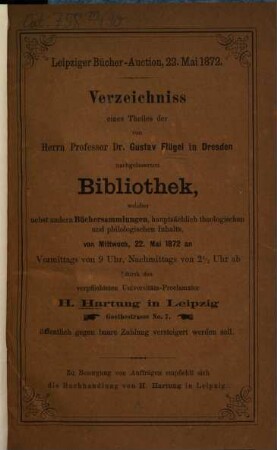 Leipziger Bücher-Auction, 22. Mai 1872.
Verzeichniss
eines Theiles der
von
Herrn Professor Dr. Gustav Flügel in Dresden
nachgelassenen
Bibliothek,
welcher
nebst andern Büchersammlungen, hauptsächlich theologischen
und philologischen Inhalts,
von Mittwoch, 22. Mai 1872 an
Vormittags von 9 Uhr, Nachmittags von 2½ Uhr ab
durch den
verpflichteten Universitäts-Proclamator
H. Hartung in Leipzig
Goethestrasse No. 7.
öffentlich gegen baare Zahlung versteigert werden soll.
Zu Besorgung von Aufträgen empfiehlt sich
die Buchhandlung von H. Hartung in Leipzig.